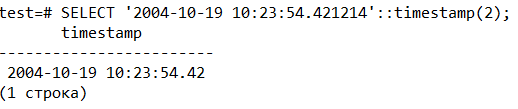 test=# SELECT '2004-10-19 10:23:54.421214'::timestamp(2);
timestamp
------------------------
2004-10-19 10:23:54.42
(1 строка)